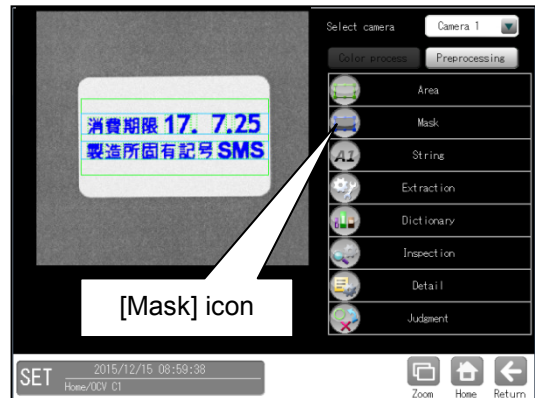 Select camera
Camera 1
Color process
Preprocessing
Area
Mask
String
Extraction
Dictionary
Inspection
Detail
Judgment
消費期限 17. 7.25
製造所固有記号 SMS
[Mask] icon
SET
2015/12/15 08:59:38
Home/OCV C1
Zoom
Home
Return